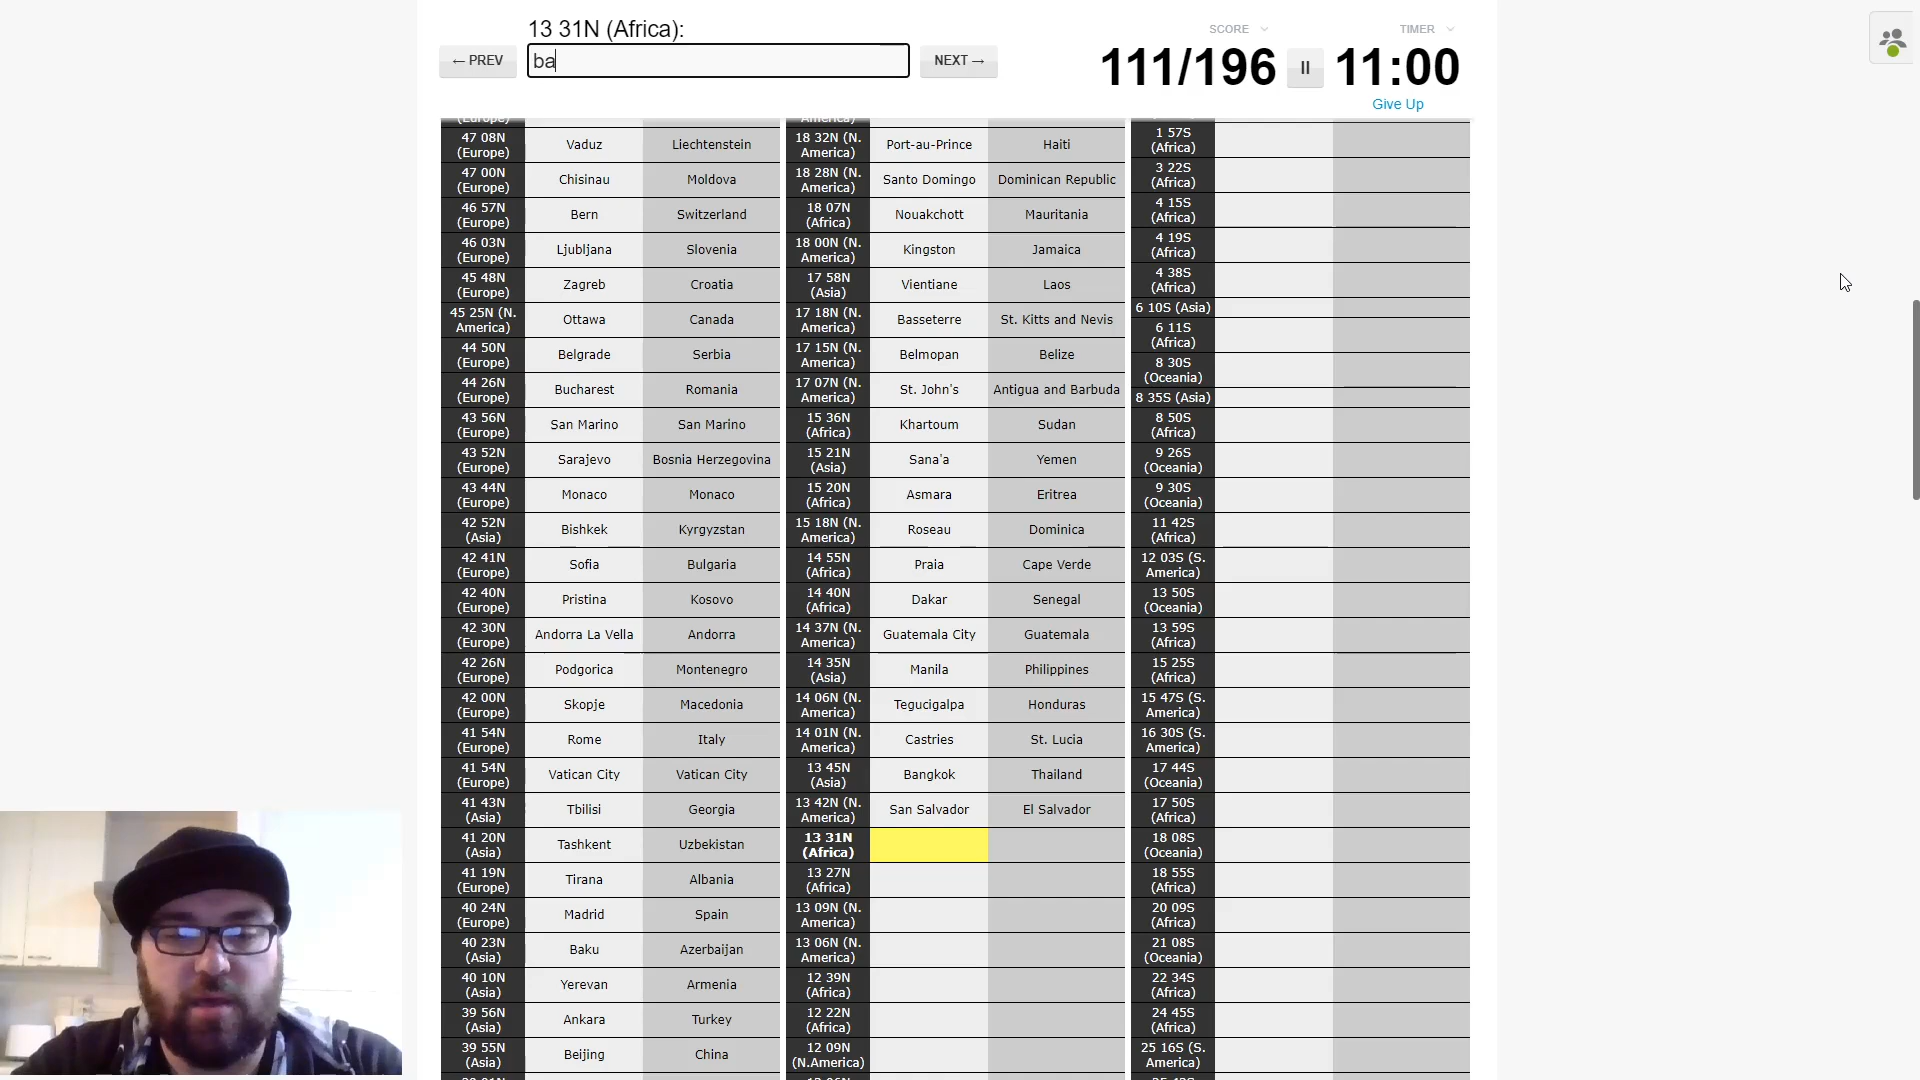 13 31N (Africa):
← PREV
ba
NEXT →
SCORE
111/196
TIMER
11:00
Give Up
(Europe)
47 08N (Europe) Vaduz Liechtenstein
47 00N (Europe) Chisinau Moldova
46 57N (Europe) Bern Switzerland
46 03N (Europe) Ljubljana Slovenia
45 48N (Europe) Zagreb Croatia
45 25N (N. America) Ottawa Canada
44 50N (Europe) Belgrade Serbia
44 26N (Europe) Bucharest Romania
43 56N (Europe) San Marino San Marino
43 52N (Europe) Sarajevo Bosnia Herzegovina
43 44N (Europe) Monaco Monaco
42 52N (Asia) Bishkek Kyrgyzstan
42 41N (Europe) Sofia Bulgaria
42 40N (Europe) Pristina Kosovo
42 30N (Europe) Andorra La Vella Andorra
42 26N (Europe) Podgorica Montenegro
42 00N (Europe) Skopje Macedonia
41 54N (Europe) Rome Italy
41 54N (Europe) Vatican City Vatican City
41 43N (Asia) Tbilisi Georgia
41 20N (Asia) Tashkent Uzbekistan
41 19N (Europe) Tirana Albania
40 24N (Europe) Madrid Spain
40 23N (Asia) Baku Azerbaijan
40 10N (Asia) Yerevan Armenia
39 56N (Asia) Ankara Turkey
39 55N (Asia) Beijing China
America)
18 32N (N. America) Port-au-Prince Haiti
18 28N (N. America) Santo Domingo Dominican Republic
18 07N (Africa) Nouakchott Mauritania
18 00N (N. America) Kingston Jamaica
17 58N (Asia) Vientiane Laos
17 18N (N. America) Basseterre St. Kitts and Nevis
17 15N (N. America) Belmopan Belize
17 07N (N. America) St. John's Antigua and Barbuda
15 36N (Africa) Khartoum Sudan
15 21N (Asia) Sana'a Yemen
15 20N (Africa) Asmara Eritrea
15 18N (N. America) Roseau Dominica
14 55N (Africa) Praia Cape Verde
14 40N (Africa) Dakar Senegal
14 37N (N. America) Guatemala City Guatemala
14 35N (Asia) Manila Philippines
14 06N (N. America) Tegucigalpa Honduras
14 01N (N. America) Castries St. Lucia
13 45N (Asia) Bangkok Thailand
13 42N (N. America) San Salvador El Salvador
13 31N (Africa)
13 27N (Africa)
13 09N (N. America)
13 06N (N. America)
12 39N (Africa)
12 22N (Africa)
12 09N (N.America)
1 57S (Africa)
3 22S (Africa)
4 15S (Africa)
4 19S (Africa)
4 38S (Africa)
6 10S (Asia)
6 11S (Africa)
8 30S (Oceania)
8 35S (Asia)
8 50S (Africa)
9 26S (Oceania)
9 30S (Oceania)
11 42S (Africa)
12 03S (S. America)
13 50S (Oceania)
13 59S (Africa)
15 25S (Africa)
15 47S (S. America)
16 30S (S. America)
17 44S (Oceania)
17 50S (Africa)
18 08S (Oceania)
18 55S (Africa)
20 09S (Africa)
21 08S (Oceania)
22 34S (Africa)
24 45S (Africa)
25 16S (S. America)